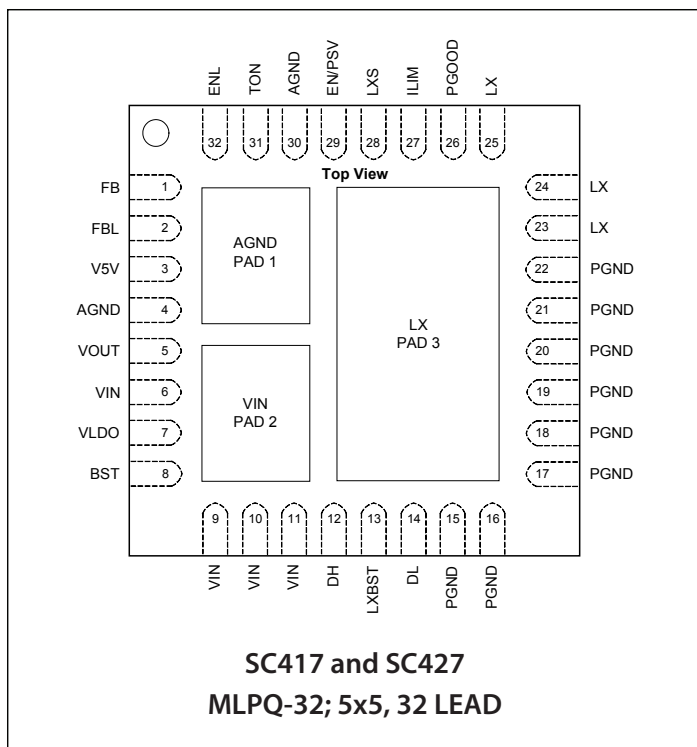 ENL
TON
AGND
EN/PSV
LXS
ILIM
PGOOD
LX
32
31
30
29
28
27
26
25
Top View
FB
1
FBL
2
V5V
3
AGND
4
VOUT
5
VIN
6
VLDO
7
BST
8
AGND
PAD 1
VIN
PAD 2
LX
PAD 3
24
LX
23
LX
22
PGND
21
PGND
20
PGND
19
PGND
18
PGND
17
PGND
9
10
11
12
13
14
15
16
VIN
VIN
VIN
DH
LXBST
DL
PGND
PGND
SC417 and SC427
MLPQ-32; 5x5, 32 LEAD